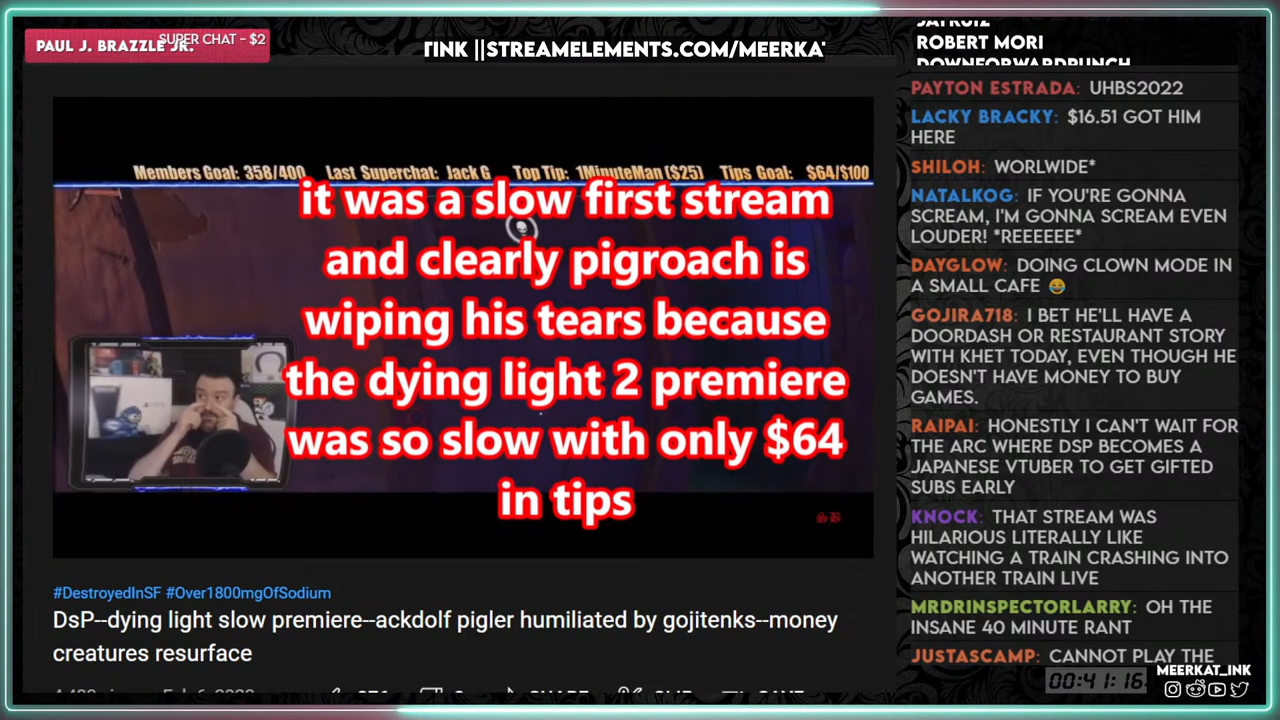 PAUL J. BRAZZLE JR.
SUPER CHAT - $2
TINK ||STREAMELEMENTS.COM/MEERKAT
ROBERT MORI
DOWNFORWARDPUNCH
Members Goal: 358/400 Last Superchat: Jack G Top Tip: 1MinuteMan ($25) Tips Goal: $64/$100
it was a slow first stream
and clearly pigroach is
wiping his tears because
the dying light 2 premiere
was so slow with only $64
in tips
SB
#DestroyedInSF #Over1800mgOfSodium
DsP--dying light slow premiere--ackdolf pigler humiliated by gojitenks--money
creatures resurface
PAYTON ESTRADA: UHBS2022
LACKY BRACKY: $16.51 GOT HIM
HERE
SHILOH: WORLWIDE*
NATALKOG: IF YOU'RE GONNA
SCREAM, I'M GONNA SCREAM EVEN
LOUDER! *REEEEEE*
DAYGLOW: DOING CLOWN MODE IN
A SMALL CAFE 😂
GOJIRA718: I BET HE'LL HAVE A
DOORDASH OR RESTAURANT STORY
WITH KHET TODAY, EVEN THOUGH HE
DOESN'T HAVE MONEY TO BUY
GAMES.
RAIPAI: HONESTLY I CAN'T WAIT FOR
THE ARC WHERE DSP BECOMES A
JAPANESE VTUBER TO GET GIFTED
SUBS EARLY
KNOCK: THAT STREAM WAS
HILARIOUS LITERALLY LIKE
WATCHING A TRAIN CRASHING INTO
ANOTHER TRAIN LIVE
MRDRINSPECTORLARRY: OH THE
INSANE 40 MINUTE RANT
JUSTASCAMP: CANNOT PLAY THE
00:41:16
MEERKAT_INK